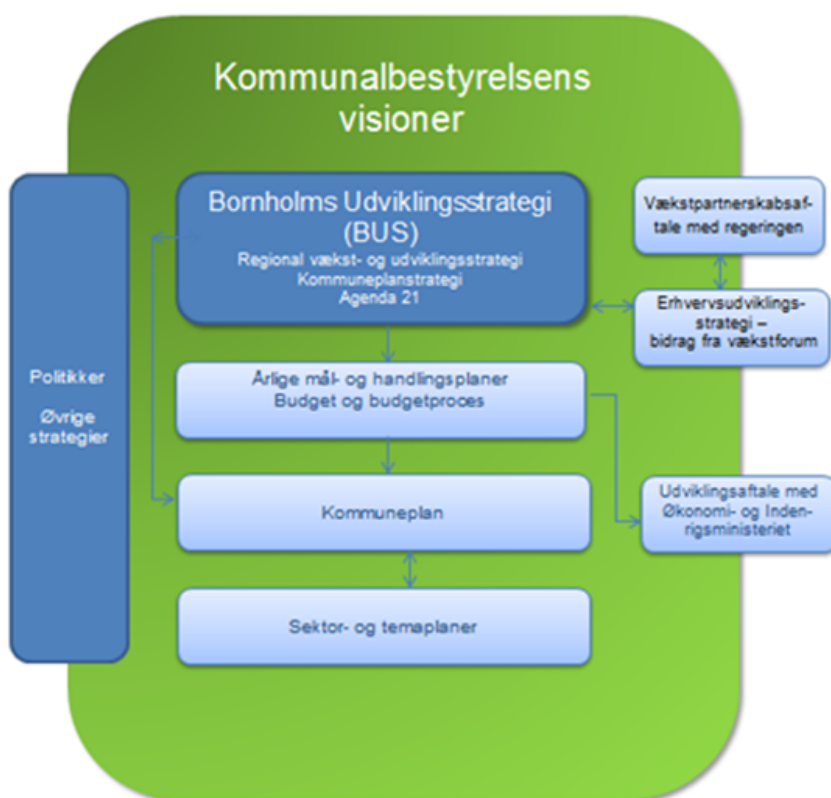 Kommunalbestyrelsens
visioner
Politikker
Øvrige
strategier
Bornholms Udviklingsstrategi
(BUS)
Regional vækst- og udviklingsstrategi
Kommuneplanstrategi
Agenda 21
Årlige mål- og handlingsplaner
Budget og budgetproces
Kommuneplan
Sektor- og temaplaner
Vækstpartnerskabsaf-
tale med regeringen
Erhvervsudviklings-
strategi –
bidrag fra vækstforum
Udviklingsaftale med
Økonomi- og Inden-
rigsministeriet